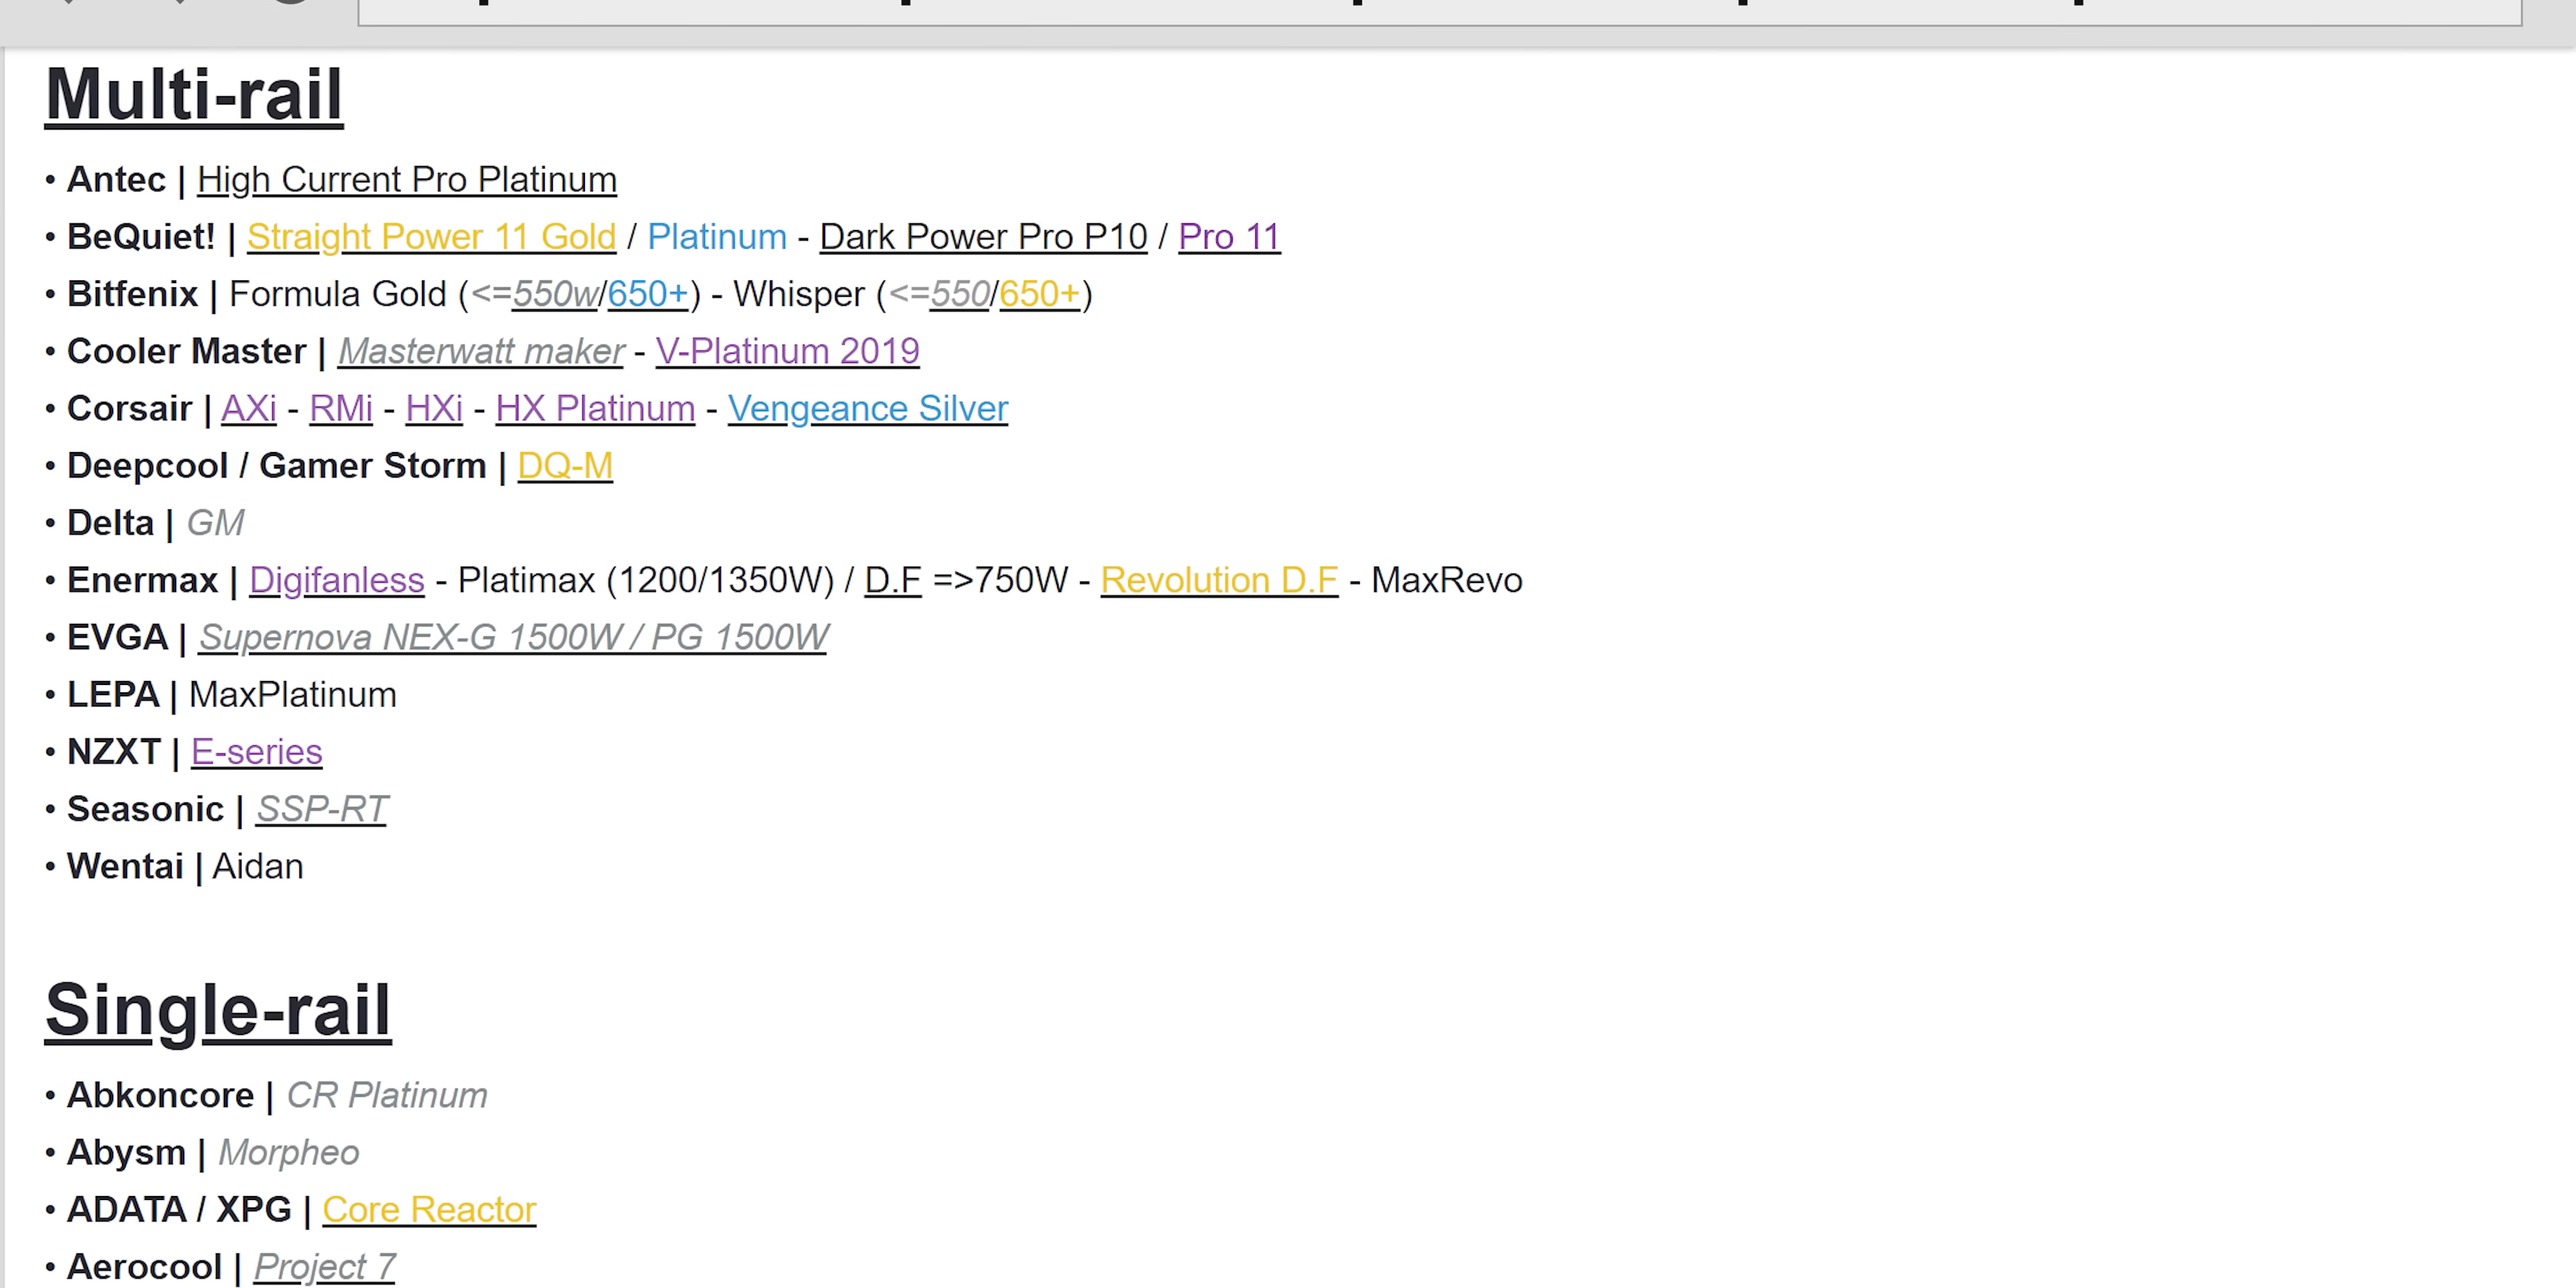 Multi-rail
• Antec | High Current Pro Platinum
• BeQuiet! | Straight Power 11 Gold / Platinum - Dark Power Pro P10 / Pro 11
• Bitfenix | Formula Gold (<=550w/650+) - Whisper (<=550/650+)
• Cooler Master | Masterwatt maker - V-Platinum 2019
• Corsair | AXi - RMi - HXi - HX Platinum - Vengeance Silver
• Deepcool / Gamer Storm | DQ-M
• Delta | GM
• Enermax | Digifanless - Platimax (1200/1350W) / D.F =>750W - Revolution D.F - MaxRevo
• EVGA | Supernova NEX-G 1500W / PG 1500W
• LEPA | MaxPlatinum
• NZXT | E-series
• Seasonic | SSP-RT
• Wentai | Aidan
Single-rail
• Abkoncore | CR Platinum
• Abysm | Morpheo
• ADATA / XPG | Core Reactor
• Aerocool | Project 7